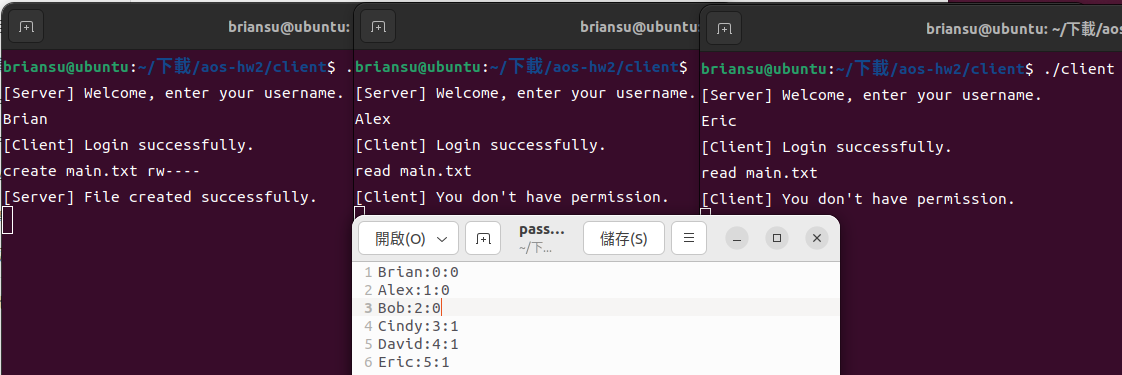 briansu@ubuntu:
briansu@ubuntu:~/下載/aos-hw2/client$ .
[Server] Welcome, enter your username.
Brian
[Client] Login successfully.
create main.txt rw----
[Server] File created successfully.
briansu@ubuntu:
briansu@ubuntu:~/下載/aos-hw2/client$
[Server] Welcome, enter your username.
Alex
[Client] Login successfully.
read main.txt
[Client] You don't have permission.
briansu@ubuntu: ~/下載/aos
briansu@ubuntu:~/下載/aos-hw2/client$ ./client
[Server] Welcome, enter your username.
Eric
[Client] Login successfully.
read main.txt
[Client] You don't have permission.
開啟(O)
pass...
~/下...
儲存(S)
1 Brian:0:0
2 Alex:1:0
3 Bob:2:0
4 Cindy:3:1
5 David:4:1
6 Eric:5:1